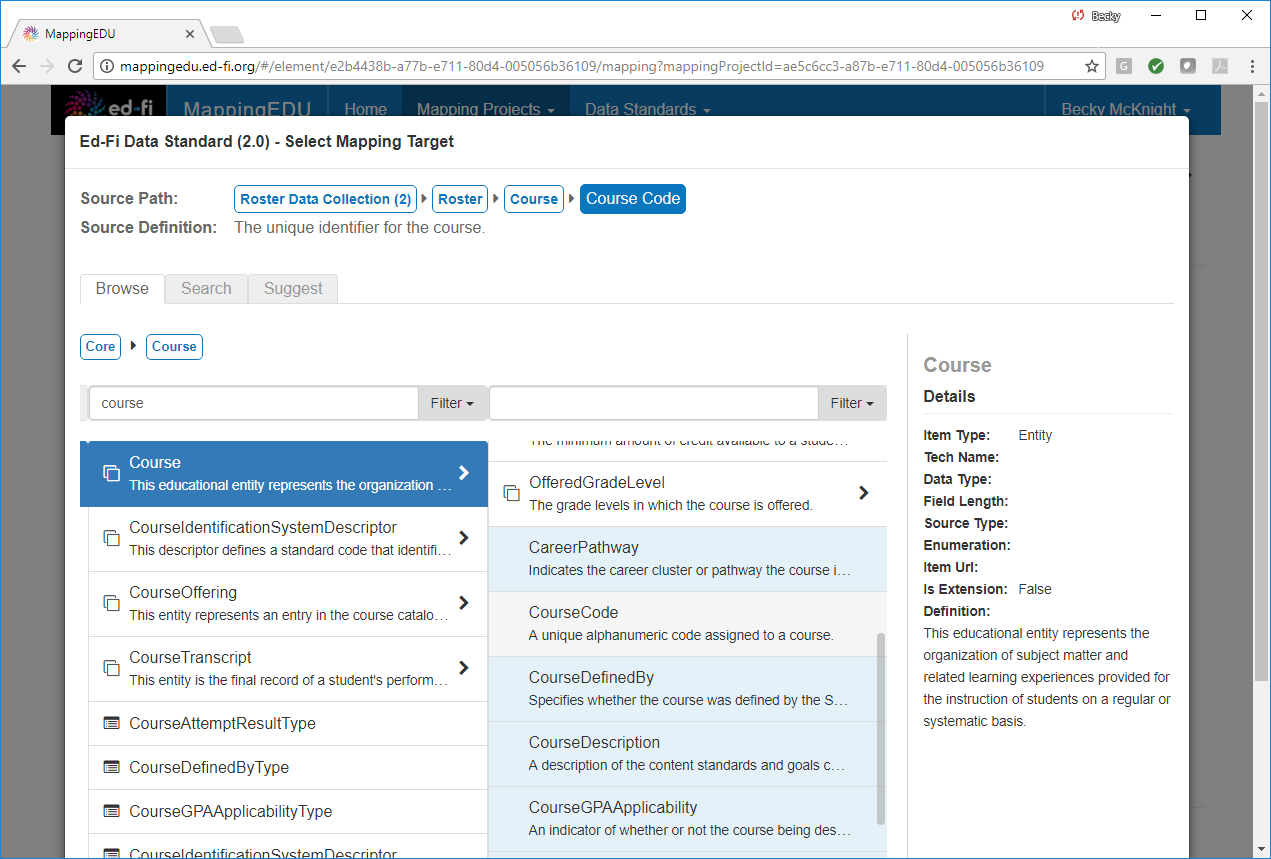 Becky
MappingEDU
mappingedu.ed-fi.org/#/element/e2b4438b-a77b-e711-80d4-005056b36109/mapping?mappingProjectId=ae5c6cc3-a87b-e711-80d4-005056b36109
ed-fi MappingEDU Home Mapping Projects Data Standards Becky McKnight
Ed-Fi Data Standard (2.0) - Select Mapping Target
Source Path: Roster Data Collection (2) Roster Course Course Code
Source Definition: The unique identifier for the course.
Browse Search Suggest
Core Course
course Filter Filter
Course
This educational entity represents the organization ...
CourseIdentificationSystemDescriptor
This descriptor defines a standard code that identifi...
CourseOffering
This entity represents an entry in the course catalo...
CourseTranscript
This entity is the final record of a student's perform...
CourseAttemptResultType
CourseDefinedByType
CourseGPAApplicabilityType
CourseIdentificationSystemDescriptor
The minimum amount of credit available to a stude...
OfferedGradeLevel
The grade levels in which the course is offered.
CareerPathway
Indicates the career cluster or pathway the course i...
CourseCode
A unique alphanumeric code assigned to a course.
CourseDefinedBy
Specifies whether the course was defined by the S...
CourseDescription
A description of the content standards and goals c...
CourseGPAApplicability
An indicator of whether or not the course being des...
Course
Details
Item Type: Entity
Tech Name:
Data Type:
Field Length:
Source Type:
Enumeration:
Item Url:
Is Extension: False
Definition:
This educational entity represents the
organization of subject matter and
related learning experiences provided for
the instruction of students on a regular or
systematic basis.